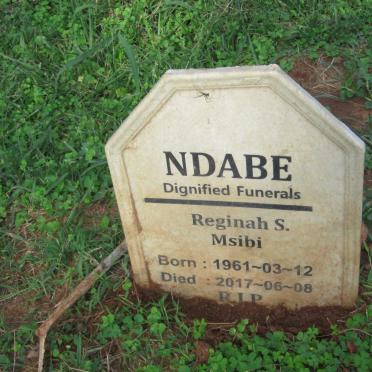 NDABE
Dignified Funerals
Reginah S.
Msibi
Born : 1961~03~12
Died : 2017~06~08
R.I.P